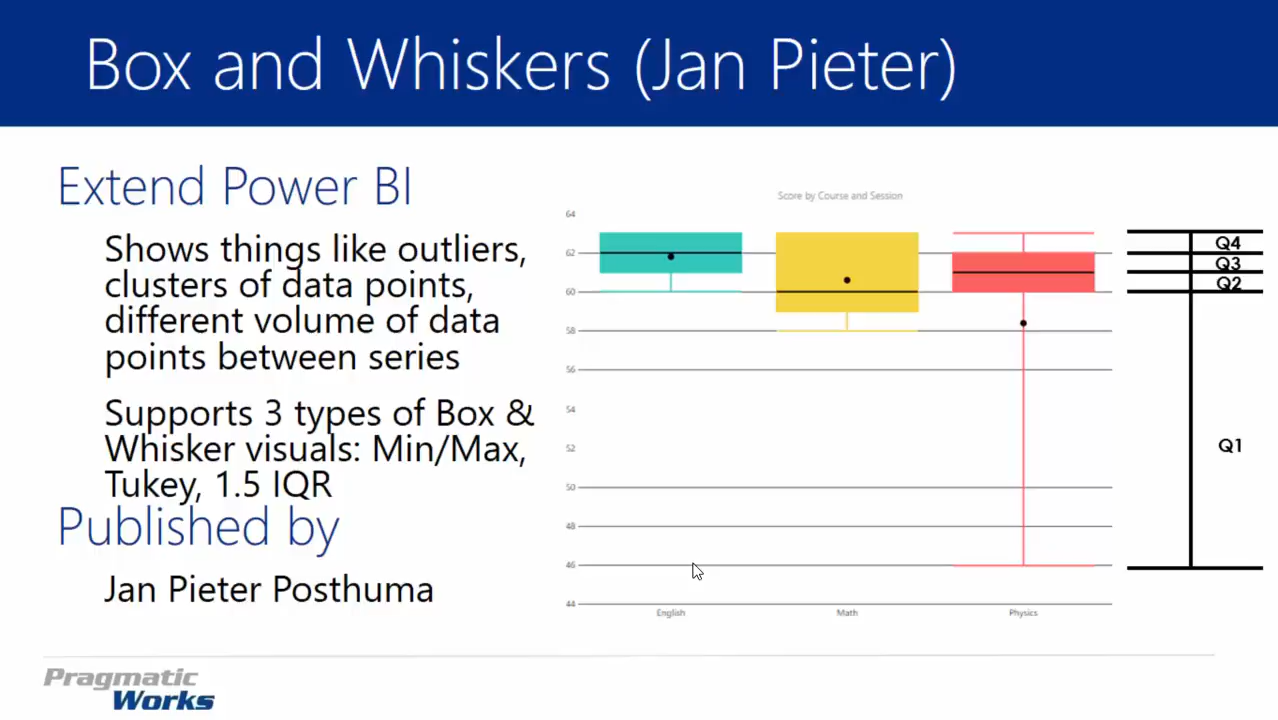 Box and Whiskers (Jan Pieter)
Extend Power BI
Shows things like outliers,
clusters of data points,
different volume of data
points between series
Supports 3 types of Box &
Whisker visuals: Min/Max,
Tukey, 1.5 IQR
Published by
Jan Pieter Posthuma
Score by Course and Session
64
62
60
58
56
54
52
50
48
46
44
English Math Physics
Q4
Q3
Q2
Q1
Pragmatic
Works